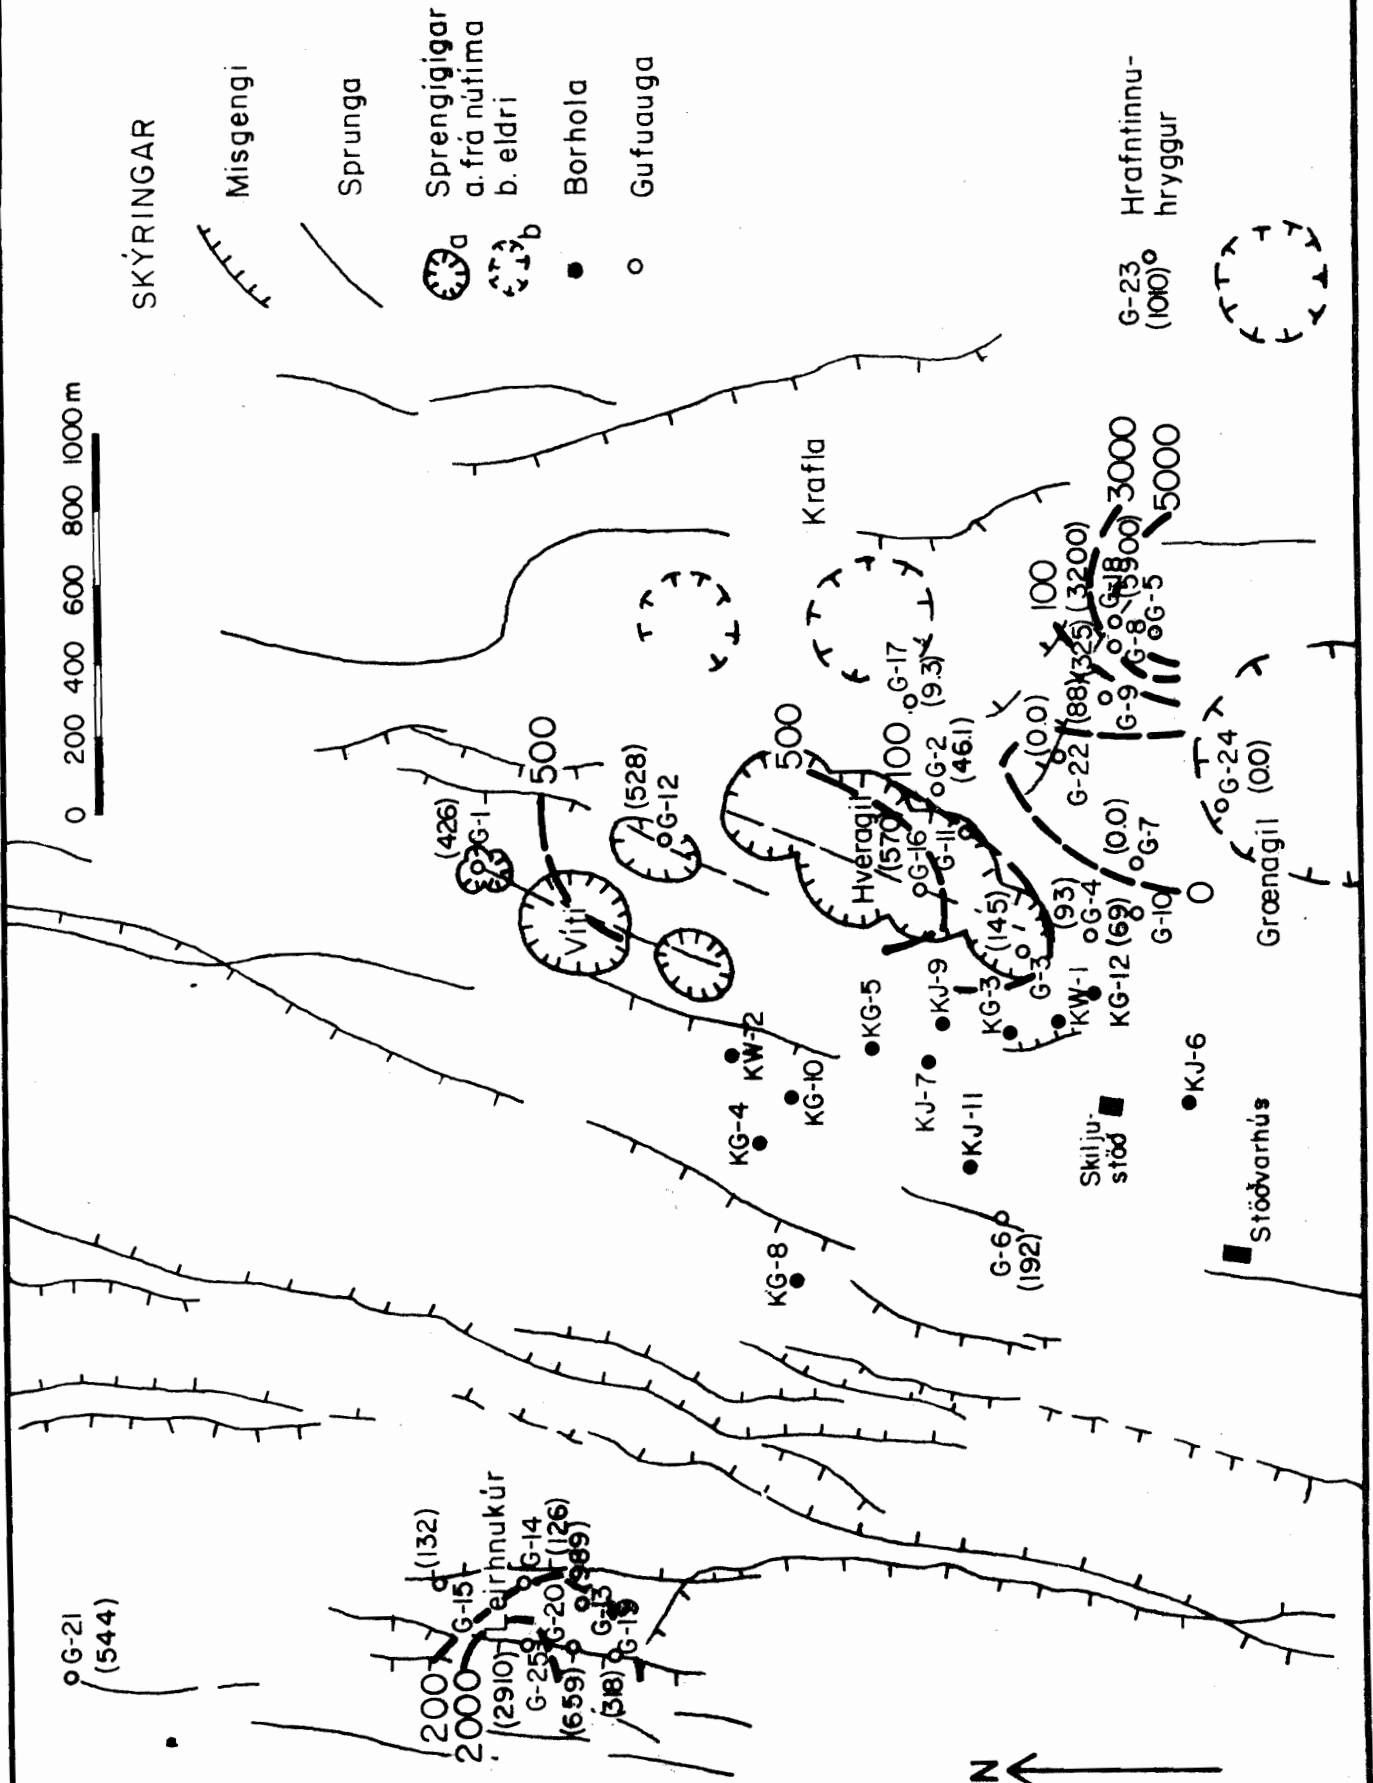 SKÝRINGAR
Misgengi
Sprunga
Sprengigigar
a. frá nútima
b. eldri
a
b
Borhola
Gufuauga
0 200 400 600 800 1000 m
Hrafntinnu-
hryggur
G-23
(1010)
Krafla
3000
5000
100
(3200)
(5900)
G-18
G-5
G-8
(325)
(88)
G-9
(0.0)
G-22
G-24
(0.0)
Grœnagil
(0.0)
G-7
0
G-10
(69)
(93)
G-4
G-17
(9.3)
100
G-2
(46.1)
500
Hveragil
(570)
G-16
G-11
(145)
G-3
500
(528)
G-12
(426)
G-1
Víti
KW-2
KG-4
KG-10
KG-5
KJ-9
KJ-7
KG-3
KW-1
KG-12
KJ-11
KJ-6
KG-8
Skilju-
stöð
Stöðvarhús
G-6
(192)
Leirhnukúr
(132)
G-15
G-14
(126)
G-20
G-13
G-19
G-25
(2910)
(659)
(318)
200
2000
G-21
(544)
N